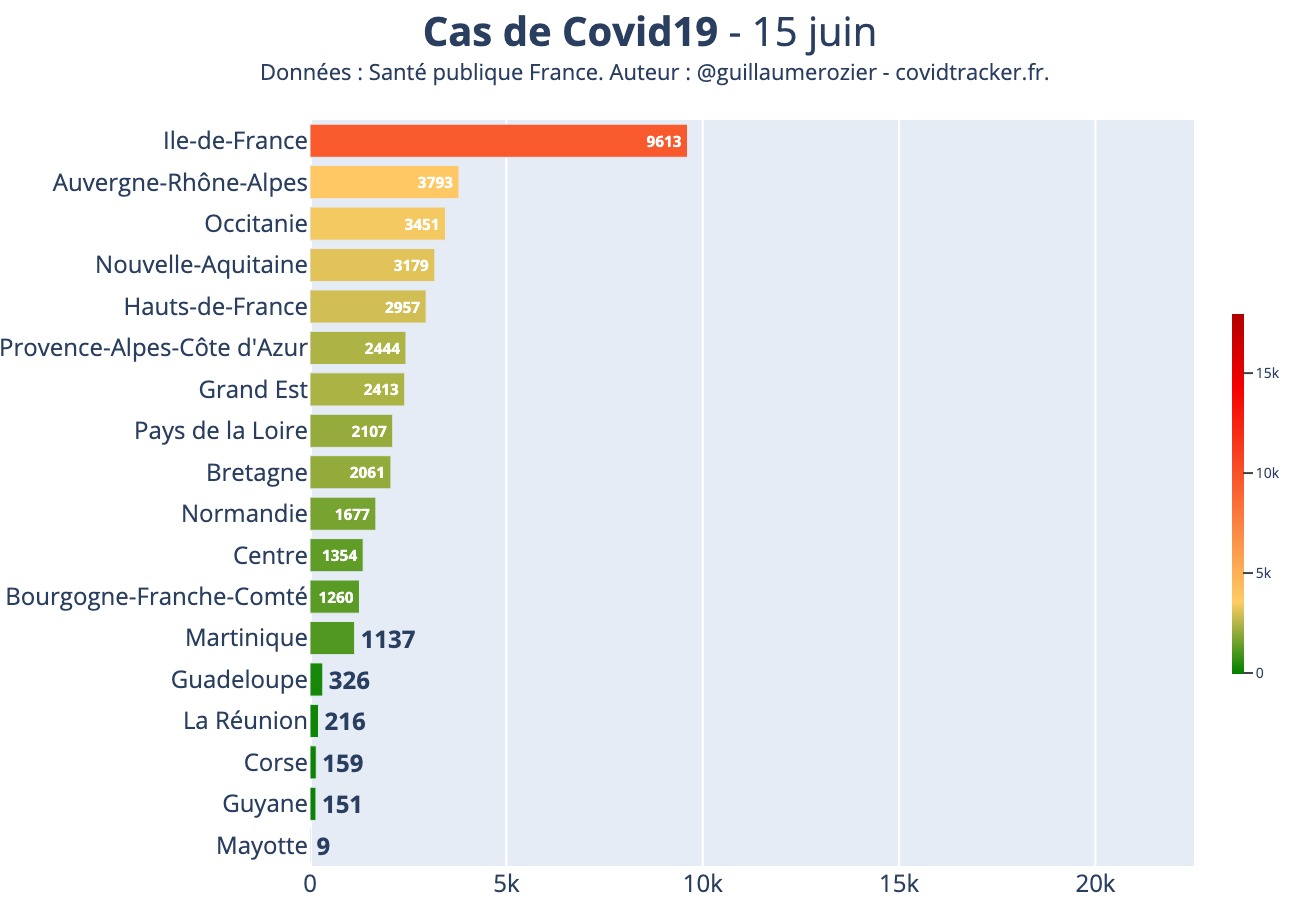 Cas de Covid19 - 15 juin
Données : Santé publique France. Auteur : @guillaumerozier - covidtracker.fr.
Ile-de-France 9613
Auvergne-Rhône-Alpes 3793
Occitanie 3451
Nouvelle-Aquitaine 3179
Hauts-de-France 2957
Provence-Alpes-Côte d'Azur 2444
Grand Est 2413
Pays de la Loire 2107
Bretagne 2061
Normandie 1677
Centre 1354
Bourgogne-Franche-Comté 1260
Martinique 1137
Guadeloupe 326
La Réunion 216
Corse 159
Guyane 151
Mayotte 9
0 5k 10k 15k 20k
15k
10k
5k
0